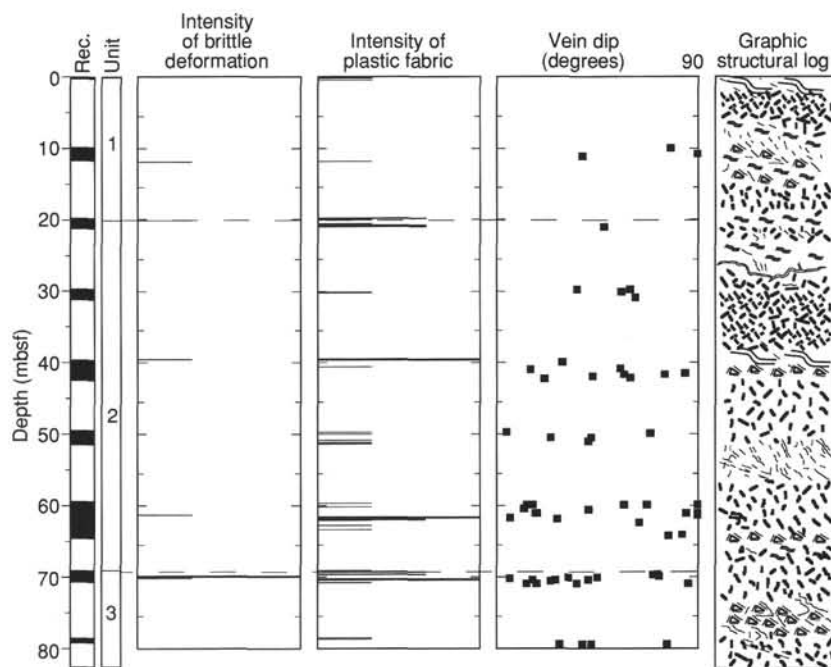 Rec.
Unit
Intensity
of brittle
deformation
Intensity of
plastic fabric
Vein dip
(degrees) 90
Graphic
structural log
Depth (mbsf)
0
10
20
30
40
50
60
70
80
1
2
3